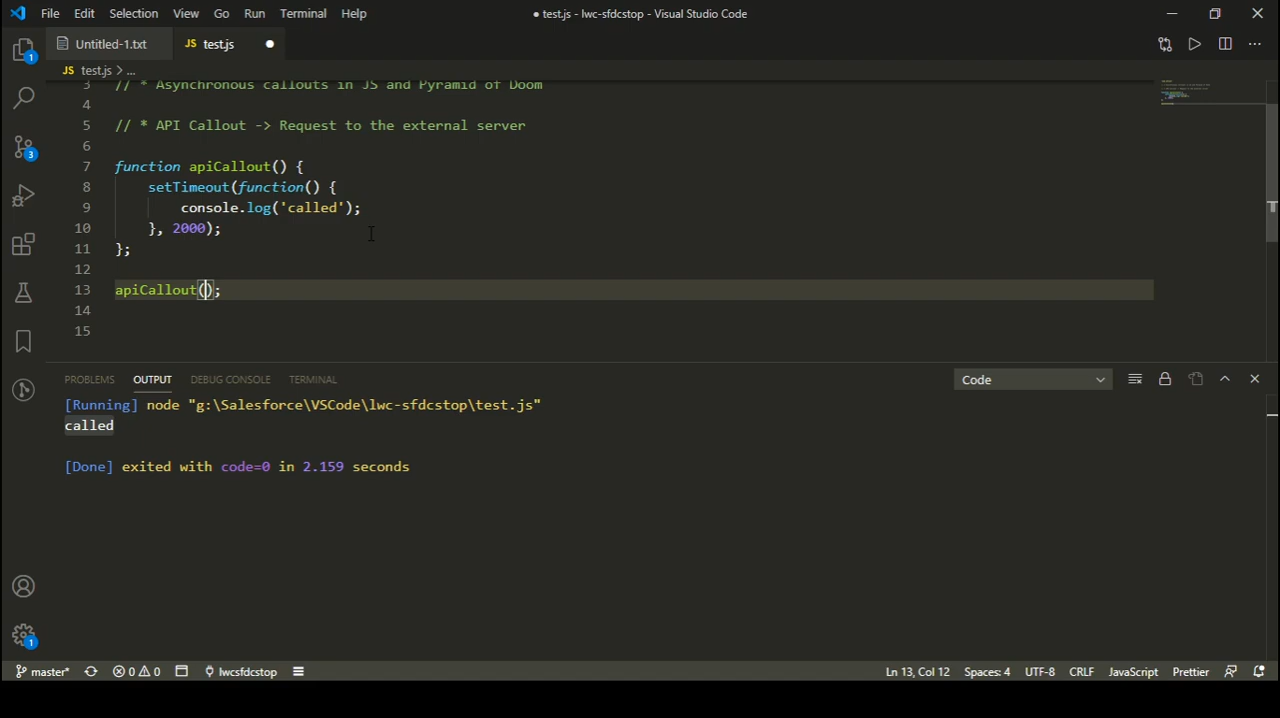 File Edit Selection View Go Run Terminal Help ● test.js - lwc-sfdcstop - Visual Studio Code
Untitled-1.txt JS test.js ●
JS test.js > ...
3 // * Asynchronous callouts in JS and Pyramid of Doom
4
5 // * API Callout -> Request to the external server
6
7 function apiCallout() {
8 setTimeout(function() {
9 console.log('called');
10 }, 2000);
11 };
12
13 apiCallout();
14
15
PROBLEMS OUTPUT DEBUG CONSOLE TERMINAL Code
[Running] node "g:\Salesforce\VSCode\lwc-sfdcstop\test.js"
called
[Done] exited with code=0 in 2.159 seconds
1
3
1
master* 0 0 lwcsfdcstop Ln 13, Col 12 Spaces: 4 UTF-8 CRLF JavaScript Prettier